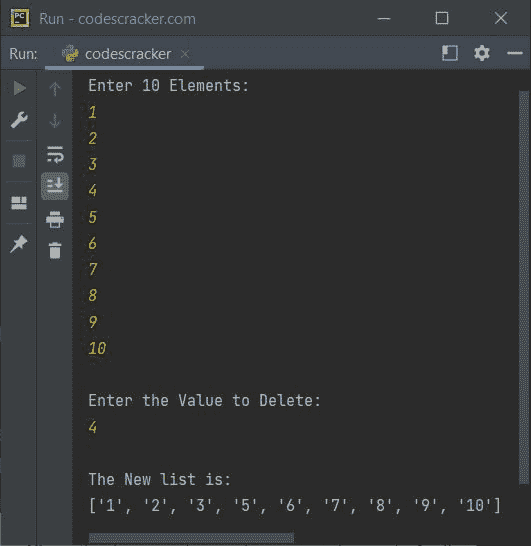 PC Run - codescracker.com
Run: codescracker
Enter 10 Elements:
1
2
3
4
5
6
7
8
9
10
Enter the Value to Delete:
4
The New list is:
['1', '2', '3', '5', '6', '7', '8', '9', '10']